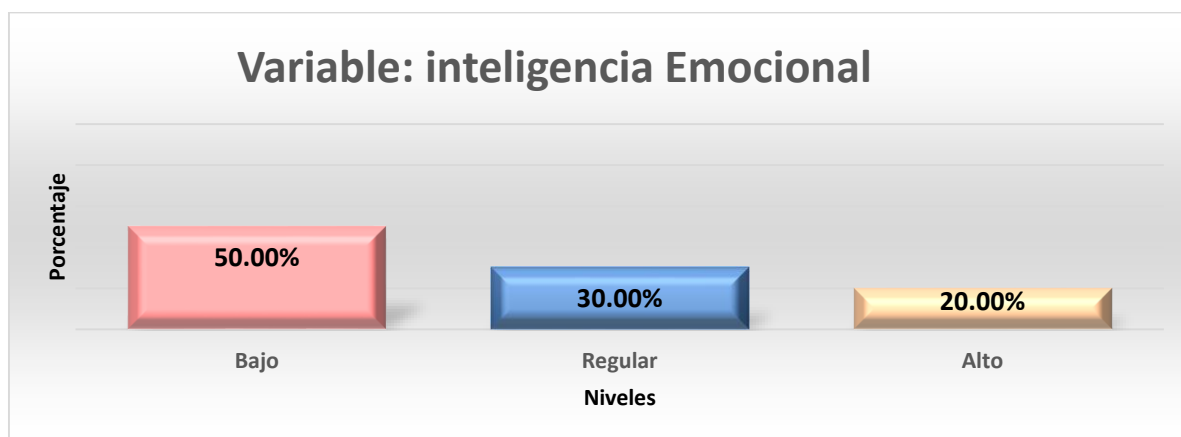 Variable: inteligencia Emocional
Porcentaje
50.00%
30.00%
20.00%
Bajo
Regular
Alto
Niveles